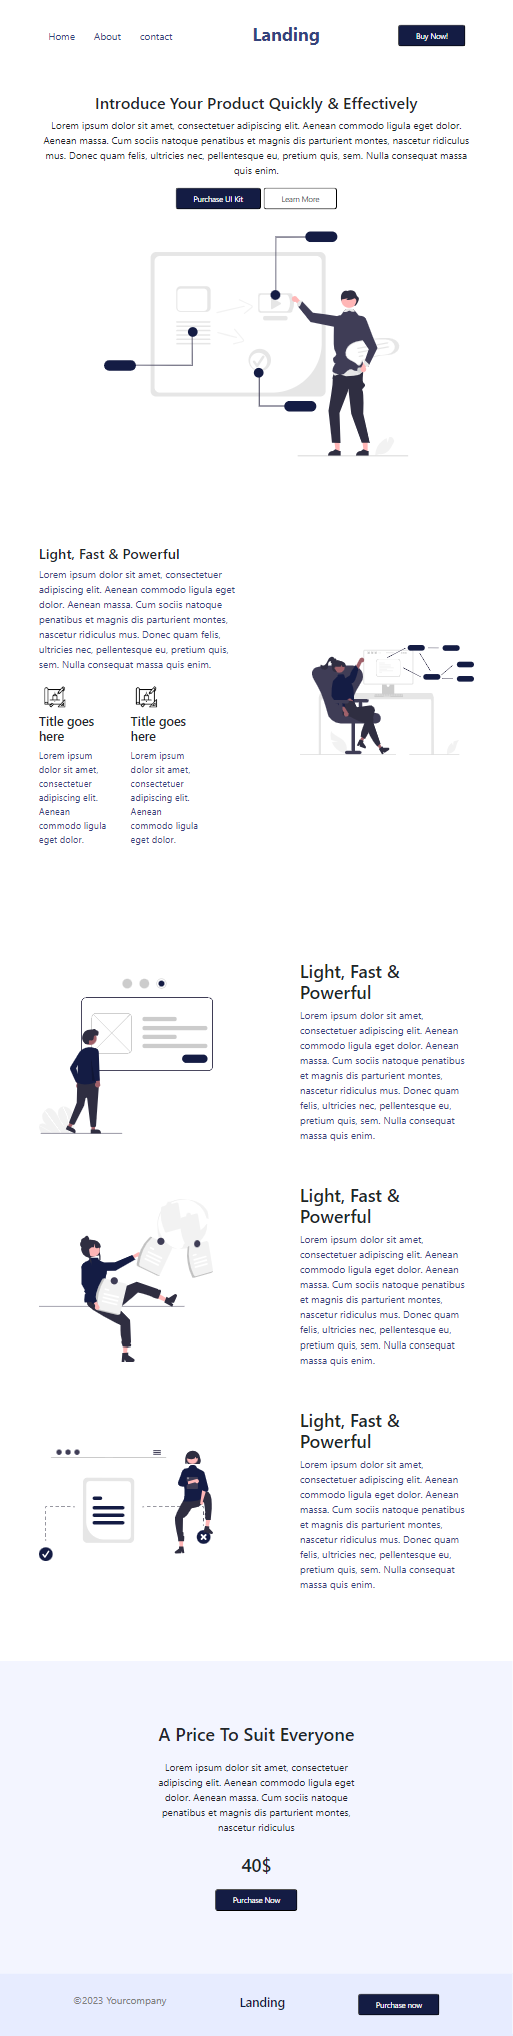 Home About contact Landing Buy Now!
Introduce Your Product Quickly & Effectively
Lorem ipsum dolor sit amet, consectetuer adipiscing elit. Aenean commodo ligula eget dolor.
Aenean massa. Cum sociis natoque penatibus et magnis dis parturient montes, nascetur ridiculus
mus. Donec quam felis, ultricies nec, pellentesque eu, pretium quis, sem. Nulla consequat massa
quis enim.
Purchase UI Kit Learn More
Light, Fast & Powerful
Lorem ipsum dolor sit amet, consectetuer
adipiscing elit. Aenean commodo ligula eget
dolor. Aenean massa. Cum sociis natoque
penatibus et magnis dis parturient montes,
nascetur ridiculus mus. Donec quam felis,
ultricies nec, pellentesque eu, pretium quis,
sem. Nulla consequat massa quis enim.
Title goes
here
Lorem ipsum
dolor sit amet,
consectetuer
adipiscing elit.
Aenean
commodo ligula
eget dolor.
Title goes
here
Lorem ipsum
dolor sit amet,
consectetuer
adipiscing elit.
Aenean
commodo ligula
eget dolor.
Light, Fast &
Powerful
Lorem ipsum dolor sit amet,
consectetuer adipiscing elit. Aenean
commodo ligula eget dolor. Aenean
massa. Cum sociis natoque penatibus
et magnis dis parturient montes,
nascetur ridiculus mus. Donec quam
felis, ultricies nec, pellentesque eu,
pretium quis, sem. Nulla consequat
massa quis enim.
Light, Fast &
Powerful
Lorem ipsum dolor sit amet,
consectetuer adipiscing elit. Aenean
commodo ligula eget dolor. Aenean
massa. Cum sociis natoque penatibus
et magnis dis parturient montes,
nascetur ridiculus mus. Donec quam
felis, ultricies nec, pellentesque eu,
pretium quis, sem. Nulla consequat
massa quis enim.
Light, Fast &
Powerful
Lorem ipsum dolor sit amet,
consectetuer adipiscing elit. Aenean
commodo ligula eget dolor. Aenean
massa. Cum sociis natoque penatibus
et magnis dis parturient montes,
nascetur ridiculus mus. Donec quam
felis, ultricies nec, pellentesque eu,
pretium quis, sem. Nulla consequat
massa quis enim.
A Price To Suit Everyone
Lorem ipsum dolor sit amet, consectetuer
adipiscing elit. Aenean commodo ligula eget
dolor. Aenean massa. Cum sociis natoque
penatibus et magnis dis parturient montes,
nascetur ridiculus
40$
Purchase Now
©2023 Yourcompany Landing Purchase now